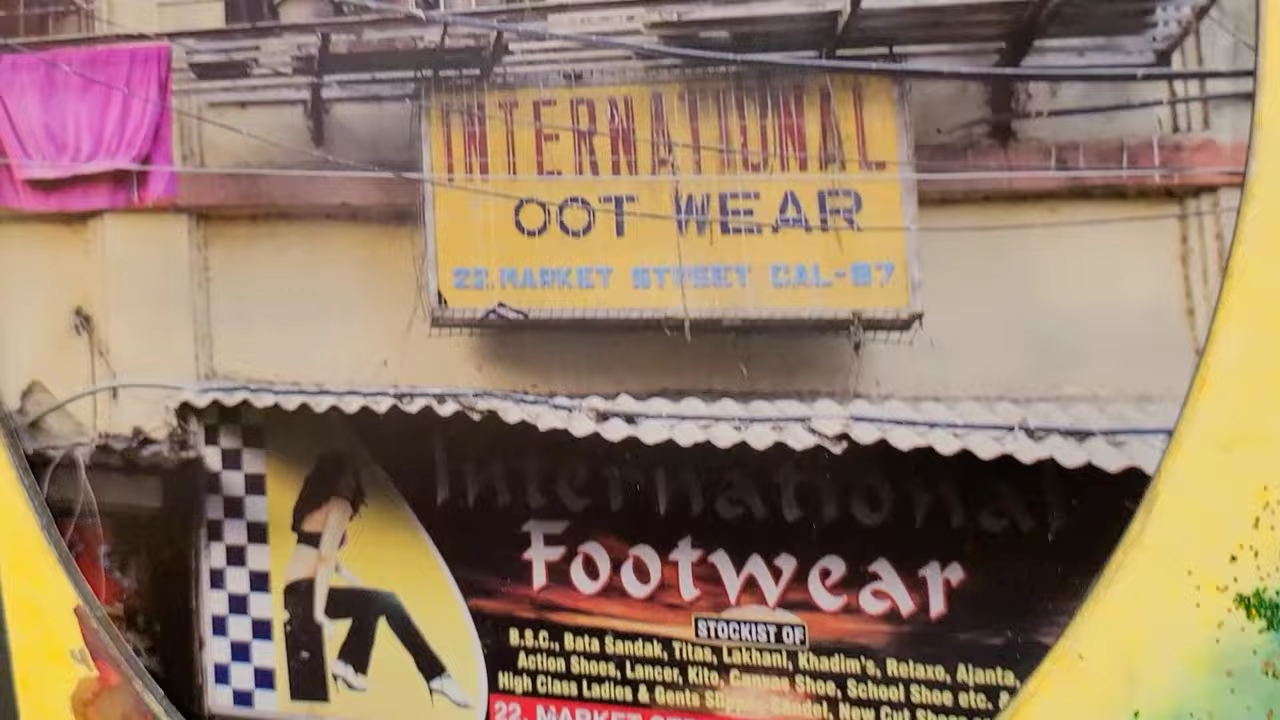 INTERNATIONAL
OOT WEAR
22. MARKET STREET CAL-87
International
Footwear
STOCKIST OF
B.S.C., Bata Sandak, Titas, Lakhani, Khadim's, Relaxo, Ajanta,
Action Shoes, Lancer, Kito, Canvas Shoe, School Shoe etc. &
High Class Ladies & Gents Slipper, Sandel, New Cut Shoes
22. MARKET